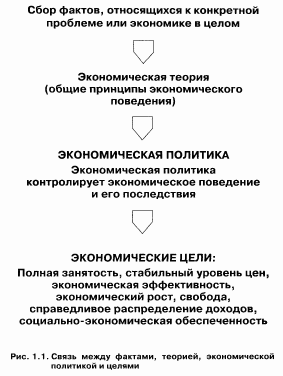 Сбор фактов, относящихся к конкретной
проблеме или экономике в целом
Экономическая теория
(общие принципы экономического
поведения)
ЭКОНОМИЧЕСКАЯ ПОЛИТИКА
Экономическая политика
контролирует экономическое поведение
и его последствия
ЭКОНОМИЧЕСКИЕ ЦЕЛИ:
Полная занятость, стабильный уровень цен,
экономическая эффективность,
экономический рост, свобода,
справедливое распределение доходов,
социально-экономическая обеспеченность
Рис. 1.1. Связь между фактами, теорией, экономической
политикой и целями